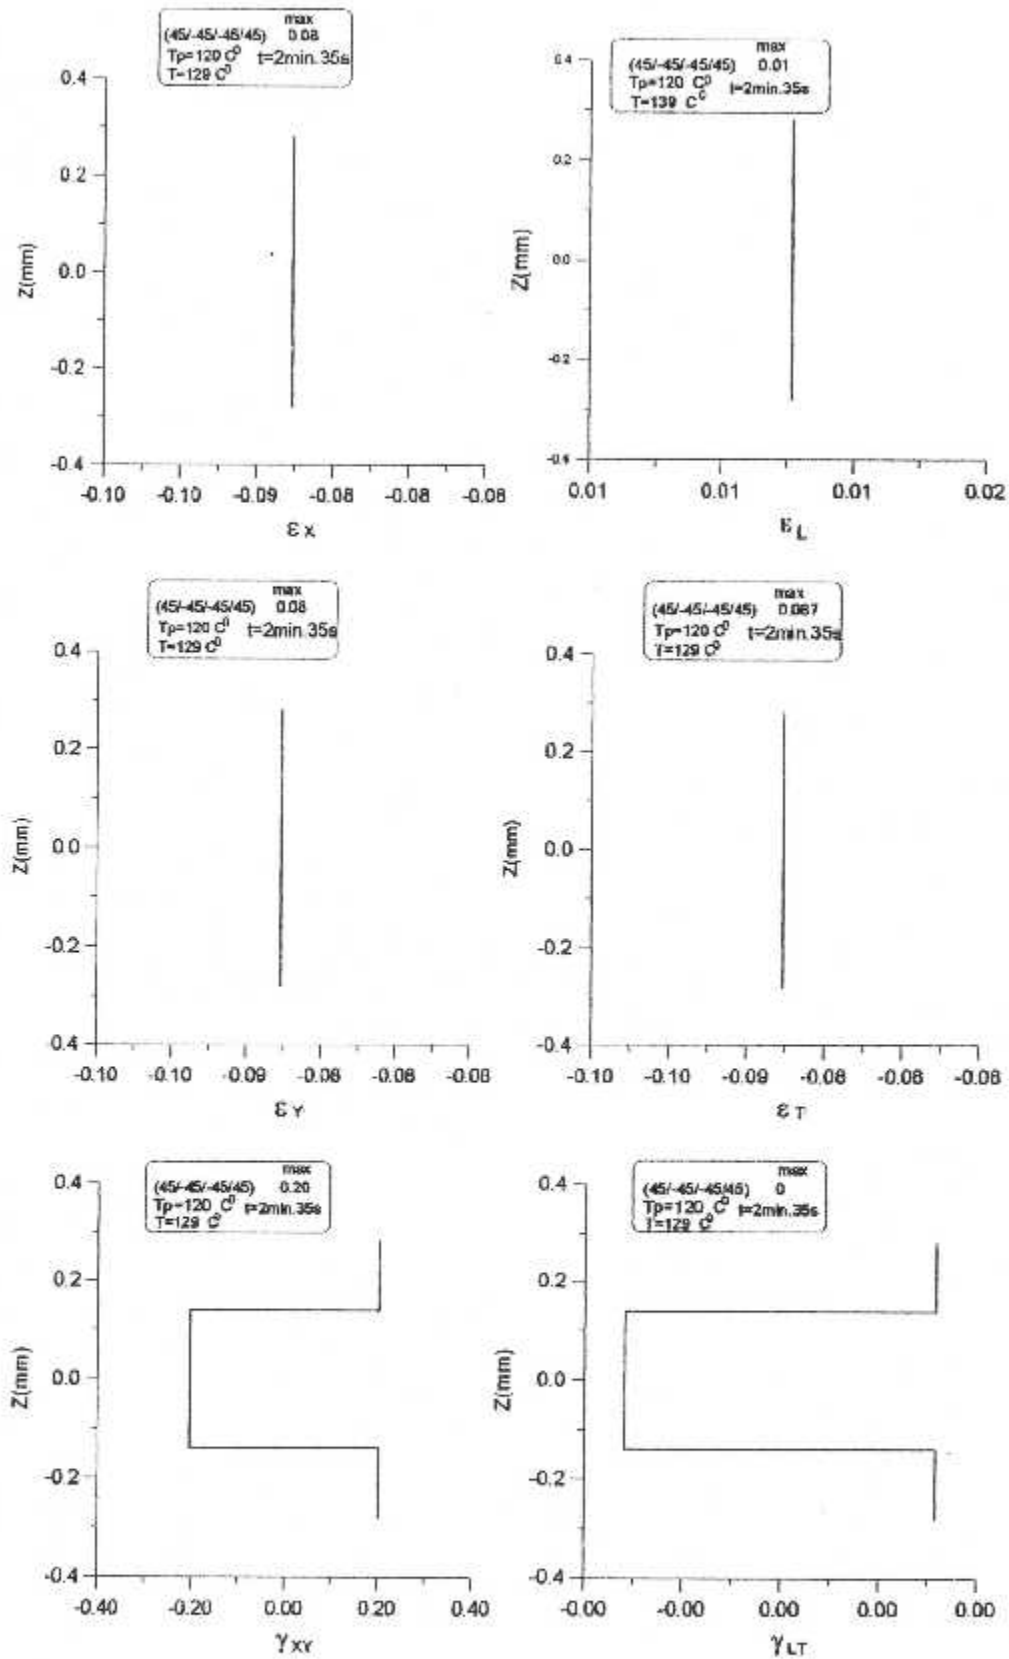 max
(45/-45/-45/45) 0.08
Tp=120 C⁰ t=2min.35s
T=129 C⁰
0.4
0.2
0.0
-0.2
-0.4
Z(mm)
-0.10 -0.10 -0.09 -0.08 -0.08 -0.08
εX
max
(45/-45/-45/45) 0.01
Tp=120 C⁰ t=2min.35s
T=139 C⁰
0.4
0.2
0.0
-0.2
-0.4
Z(mm)
0.01 0.01 0.01 0.02
εL
max
(45/-45/-45/45) 0.08
Tp=120 C⁰ t=2min.35s
T=129 C⁰
0.4
0.2
0.0
-0.2
-0.4
Z(mm)
-0.10 -0.10 -0.09 -0.08 -0.08 -0.08
εY
max
(45/-45/-45/45) 0.087
Tp=120 C⁰ t=2min.35s
T=129 C⁰
0.4
0.2
0.0
-0.2
-0.4
Z(mm)
-0.10 -0.10 -0.09 -0.08 -0.08 -0.08
εT
max
(45/-45/-45/45) 0.20
Tp=120 C⁰ t=2min.35s
T=129 C⁰
0.4
0.2
0.0
-0.2
-0.4
Z(mm)
-0.40 -0.20 0.00 0.20 0.40
γXY
max
(45/-45/-45/45) 0
Tp=120 C⁰ t=2min.35s
T=129 C⁰
0.4
0.2
0.0
-0.2
-0.4
Z(mm)
-0.00 -0.00 0.00 0.00 0.00
γLT